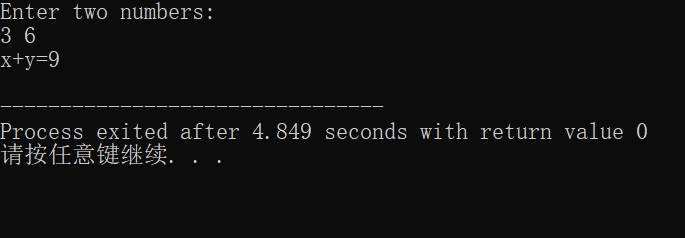 Enter two numbers:
3 6
x+y=9
--------------------------------
Process exited after 4.849 seconds with return value 0
请按任意键继续. . .